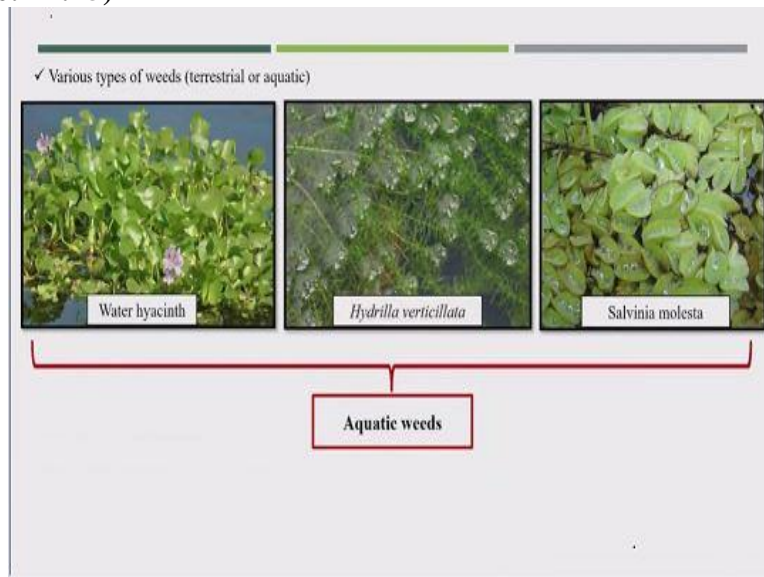 ✓ Various types of weeds (terrestrial or aquatic)
Water hyacinth
Hydrilla verticillata
Salvinia molesta
Aquatic weeds